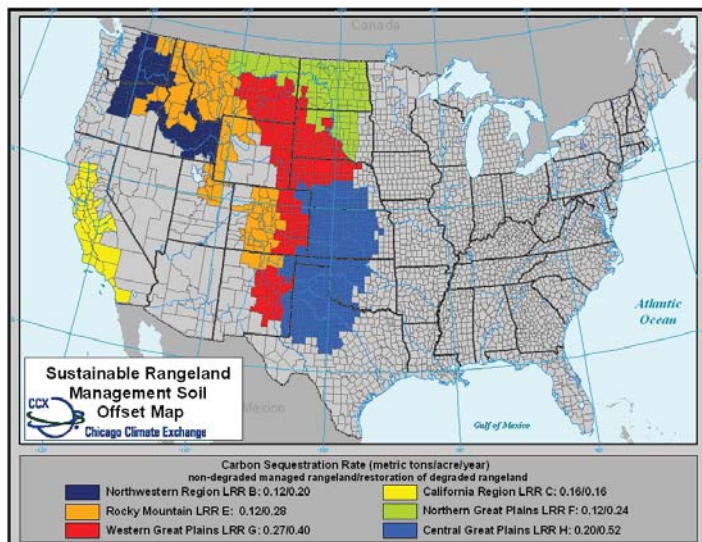 Canada
Atlantic
Ocean
Gulf of Mexico
Mexico
Sustainable Rangeland
Management Soil
Offset Map
CCX
Chicago Climate Exchange
Carbon Sequestration Rate (metric tons/acre/year)
non-degraded managed rangeland/restoration of degraded rangeland
Northwestern Region LRR B: 0.12/0.20
California Region LRR C: 0.16/0.16
Rocky Mountain LRR E: 0.12/0.28
Northern Great Plains LRR F: 0.12/0.24
Western Great Plains LRR G: 0.27/0.40
Central Great Plains LRR H: 0.20/0.52